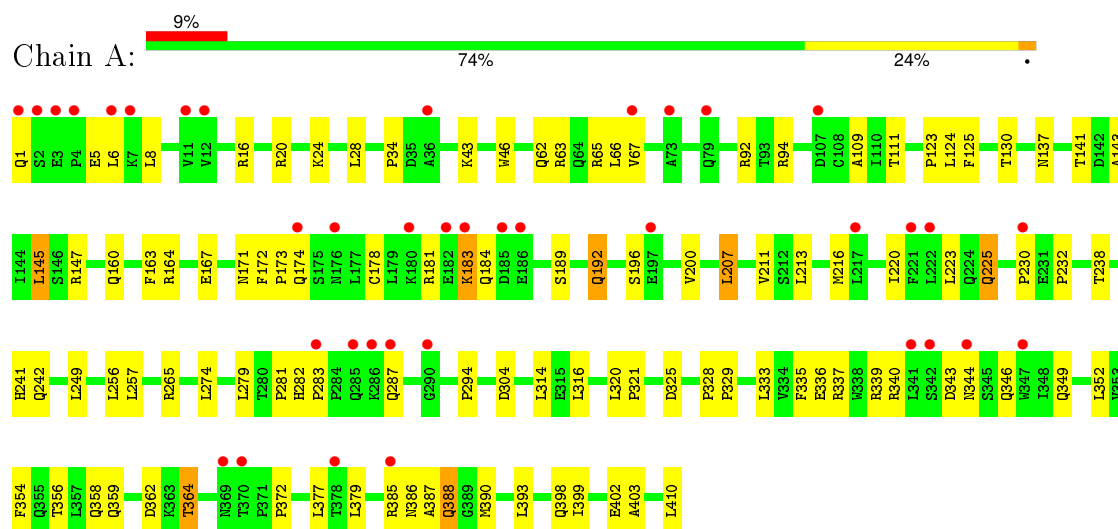 9%
Chain A:
74% 24% •
Q1 S2 E3 P4 E5 L6 K7 L8 V11 V12 R16 R20 K24 L28 P34 D35 A36 K43 W46 Q62 R63 Q64 R65 L66 V67 A73 Q79 R92 T93 R94 D107 C108 A109 I110 T111 P123 L124 F125 T130 N137 T141 D142 A143
I144 L145 S146 R147 Q160 F163 R164 E167 N171 F172 P173 Q174 S175 N176 L177 C178 L179 K180 R181 E182 K183 Q184 D185 E186 S189 Q192 S196 E197 V200 L207 V211 S212 L213 M216 L217 I220 F221 L222 L223 Q224 Q225 P230 E231 P232 T238
H241 Q242 L249 L256 L257 R265 L274 L279 T280 P281 H282 P283 P284 Q285 K286 Q287 G290 P294 D304 L314 E315 L316 L320 P321 D325 P328 P329 L333 V334 F335 E336 R337 W338 R339 R340 L341 S342 D343 N344 S345 Q346 W347 I348 Q349 L352 V353
F354 Q355 T356 L357 Q358 Q359 D362 K363 T364 N369 T370 P371 P372 L377 T378 L379 R385 N386 A387 Q388 G389 M390 L393 Q398 I399 E402 A403 L410